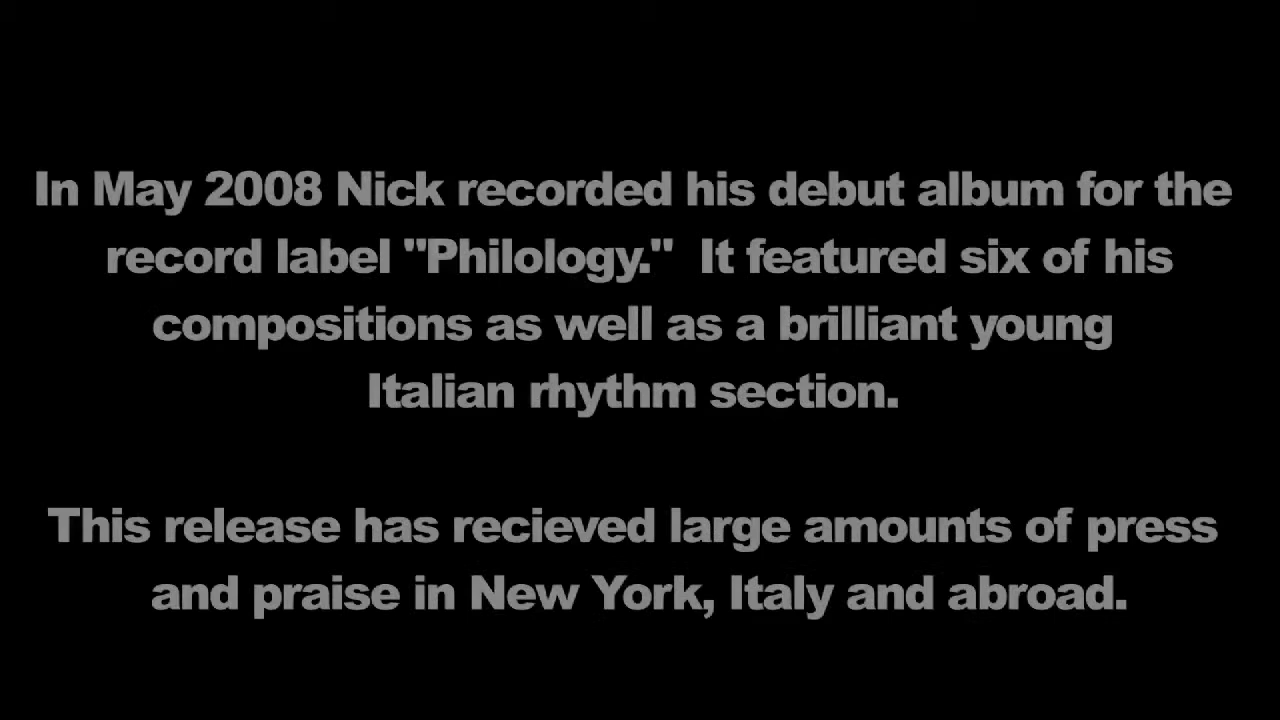 In May 2008 Nick recorded his debut album for the
record label "Philology."  It featured six of his
compositions as well as a brilliant young
Italian rhythm section.
This release has recieved large amounts of press
and praise in New York, Italy and abroad.